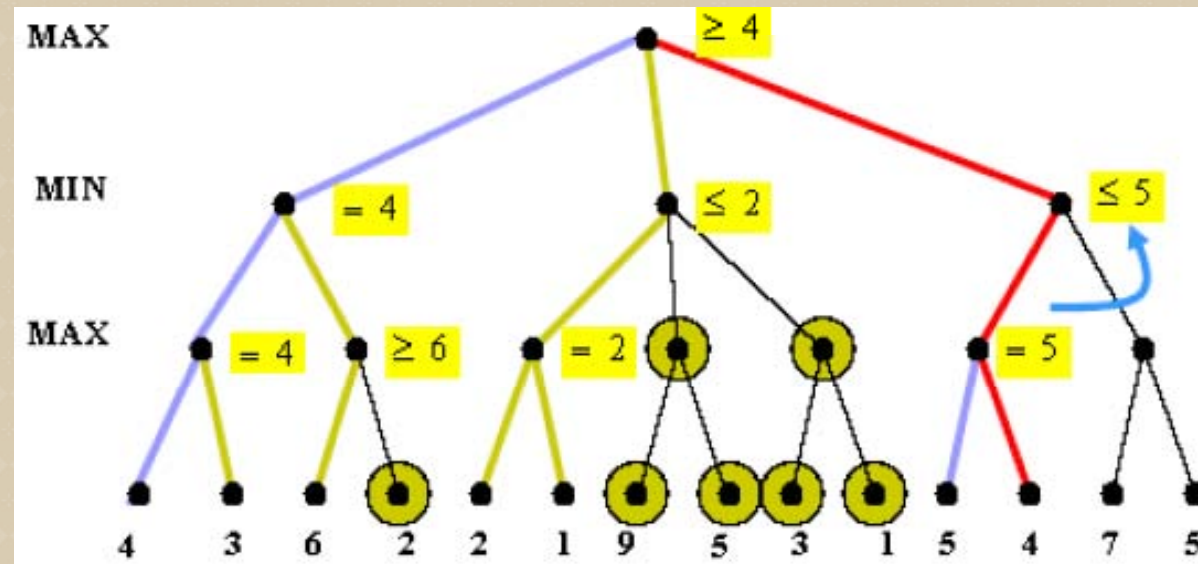 MAX ≥ 4
MIN = 4 ≤ 2 ≤ 5
MAX = 4 ≥ 6 = 2 = 5
4 3 6 2 2 1 9 5 3 1 5 4 7 5